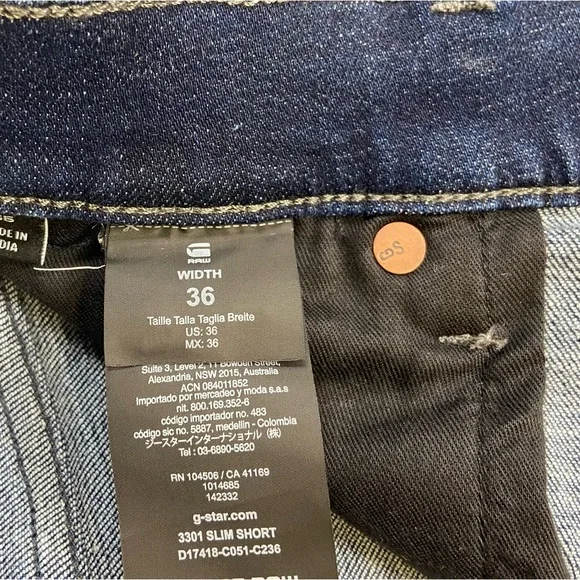 MADE IN
RAW
WIDTH
36
Taille Talla Taglia Breite
US: 36
MX: 36
Suite 3, Level 2, 11 Bowden Street,
Alexandria, NSW 2015, Australia
ACN 084011852
Importado por mercadeo y moda s.a.s
nit. 800.169.352-6
código importador no. 483
código sic no. 5887, medellin - Colombia
ジースターインターナショナル (株)
Tel: 03-6890-5620
RN 104506 / CA 41169
1014685
142332
g-star.com
3301 SLIM SHORT
D17418-C051-C236
GS